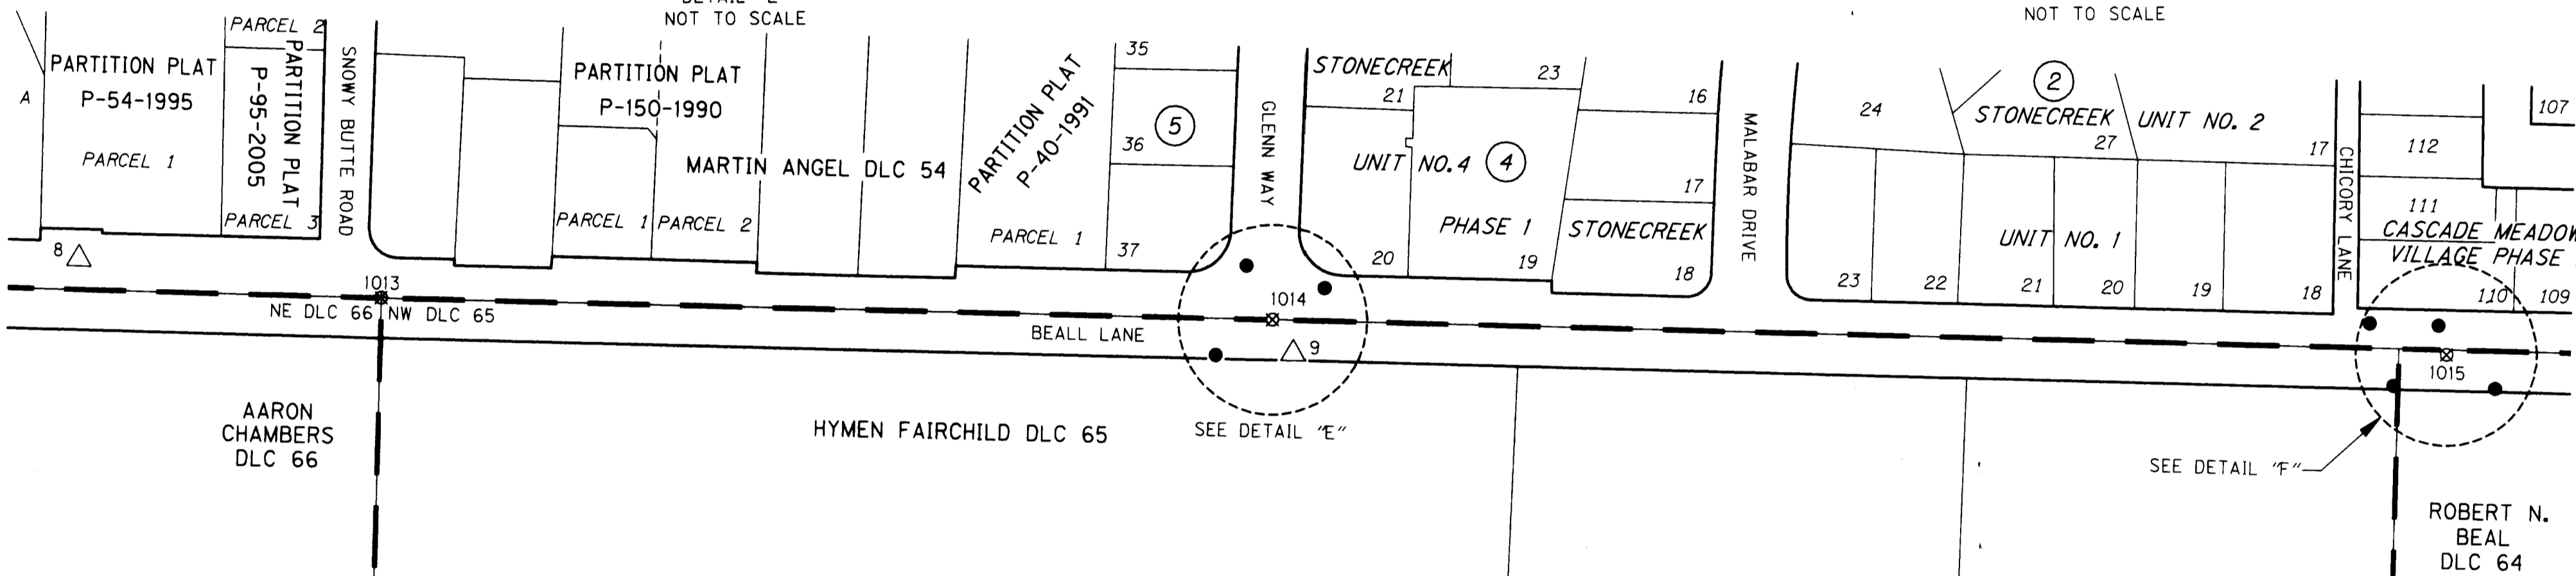 NOT TO SCALE
NOT TO SCALE
A
PARTITION PLAT
P-54-1995
PARCEL 1
PARCEL 2
PARTITION PLAT
P-95-2005
PARCEL 3
SNOWY BUTTE ROAD
PARTITION PLAT
P-150-1990
PARCEL 1
PARCEL 2
MARTIN ANGEL DLC 54
PARTITION PLAT
P-40-1991
PARCEL 1
35
36
37
5
GLENN WAY
STONECREEK
21
23
UNIT NO.4
4
PHASE 1
20
19
16
17
STONECREEK
18
MALABAR DRIVE
24
2
STONECREEK UNIT NO. 2
27
17
UNIT NO. 1
23
22
21
20
19
18
CHICORY LANE
107
112
111
CASCADE MEADOW
VILLAGE PHASE
110
109
8
1013
NE DLC 66
NW DLC 65
BEALL LANE
1014
9
1015
AARON
CHAMBERS
DLC 66
HYMEN FAIRCHILD DLC 65
SEE DETAIL "E"
SEE DETAIL "F"
ROBERT N.
BEAL
DLC 64